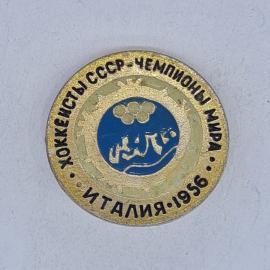 ХОККЕИСТЫ СССР-ЧЕМПИОНЫ МИРА
• ИТАЛИЯ • 1956 •